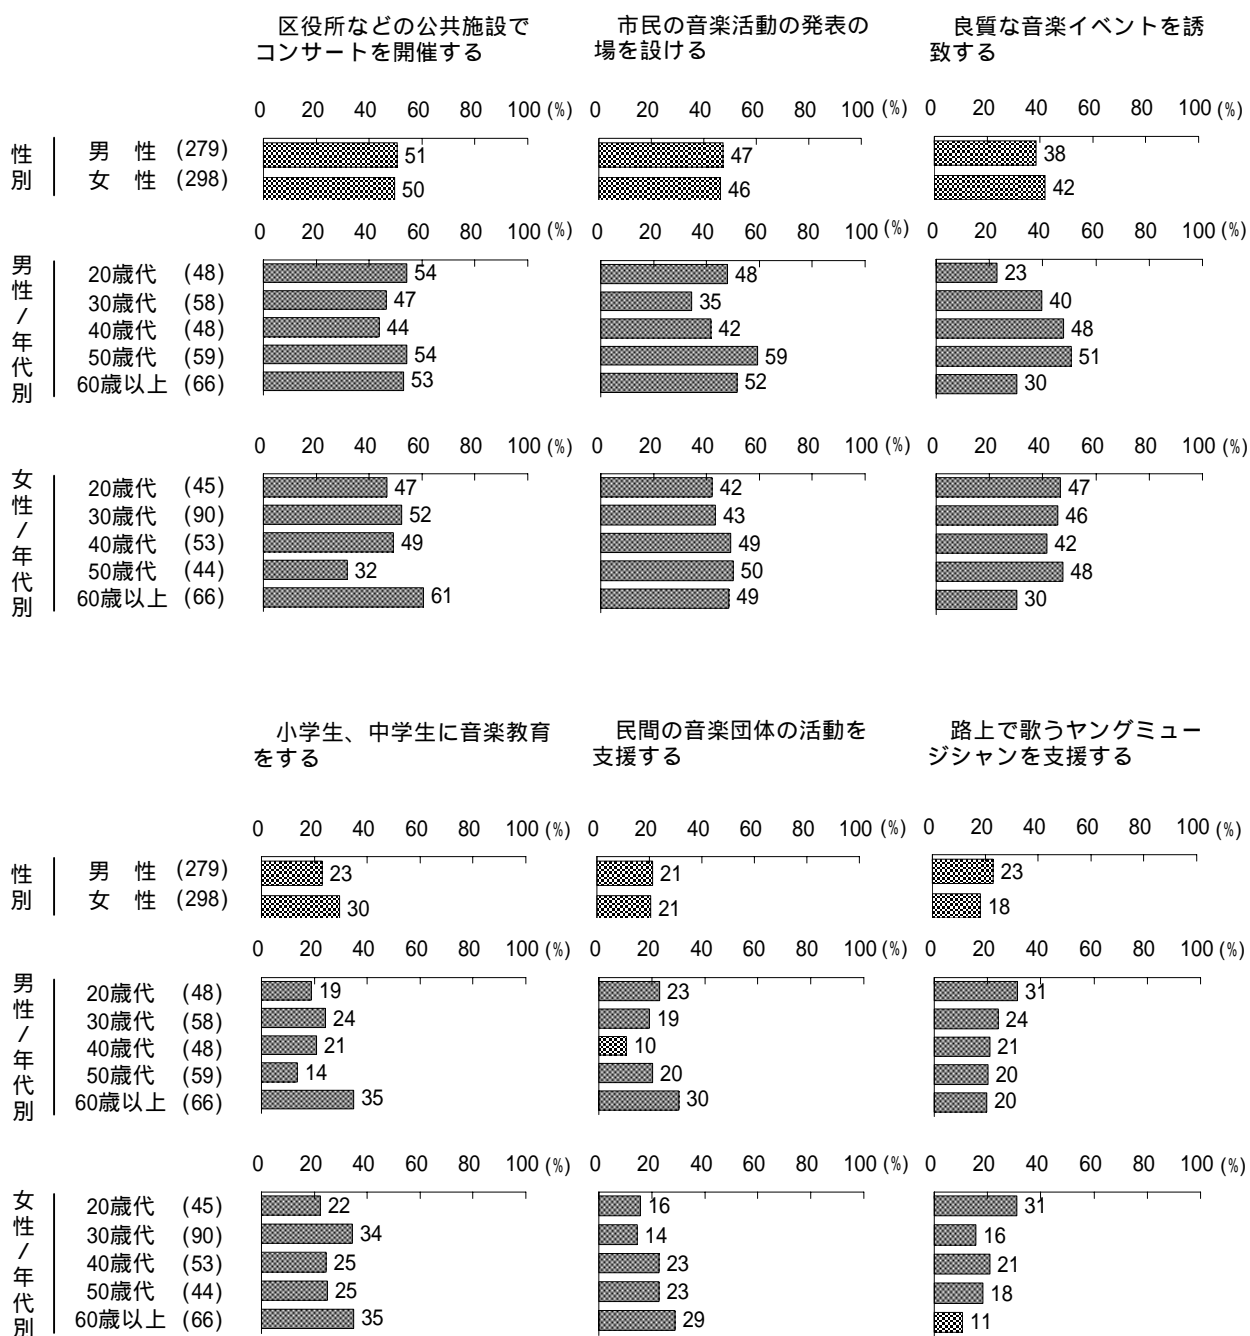 区役所などの公共施設で
コンサートを開催する
市民の音楽活動の発表の
場を設ける
良質な音楽イベントを誘
致する
0 20 40 60 80 100 (%)
0 20 40 60 80 100 (%)
0 20 40 60 80 100 (%)
性別
男 性 (279) 51 47 38
女 性 (298) 50 46 42
0 20 40 60 80 100 (%)
0 20 40 60 80 100 (%)
0 20 40 60 80 100 (%)
男性/年代別
20歳代 (48) 54 48 23
30歳代 (58) 47 35 40
40歳代 (48) 44 42 48
50歳代 (59) 54 59 51
60歳以上 (66) 53 52 30
0 20 40 60 80 100 (%)
0 20 40 60 80 100 (%)
0 20 40 60 80 100 (%)
女性/年代別
20歳代 (45) 47 42 47
30歳代 (90) 52 43 46
40歳代 (53) 49 49 42
50歳代 (44) 32 50 48
60歳以上 (66) 61 49 30
小学生、中学生に音楽教育
をする
民間の音楽団体の活動を
支援する
路上で歌うヤングミュー
ジシャンを支援する
0 20 40 60 80 100 (%)
0 20 40 60 80 100 (%)
0 20 40 60 80 100 (%)
性別
男 性 (279) 23 21 23
女 性 (298) 30 21 18
0 20 40 60 80 100 (%)
0 20 40 60 80 100 (%)
0 20 40 60 80 100 (%)
男性/年代別
20歳代 (48) 19 23 31
30歳代 (58) 24 19 24
40歳代 (48) 21 10 21
50歳代 (59) 14 20 20
60歳以上 (66) 35 30 20
0 20 40 60 80 100 (%)
0 20 40 60 80 100 (%)
0 20 40 60 80 100 (%)
女性/年代別
20歳代 (45) 22 16 31
30歳代 (90) 34 14 16
40歳代 (53) 25 23 21
50歳代 (44) 25 23 18
60歳以上 (66) 35 29 11